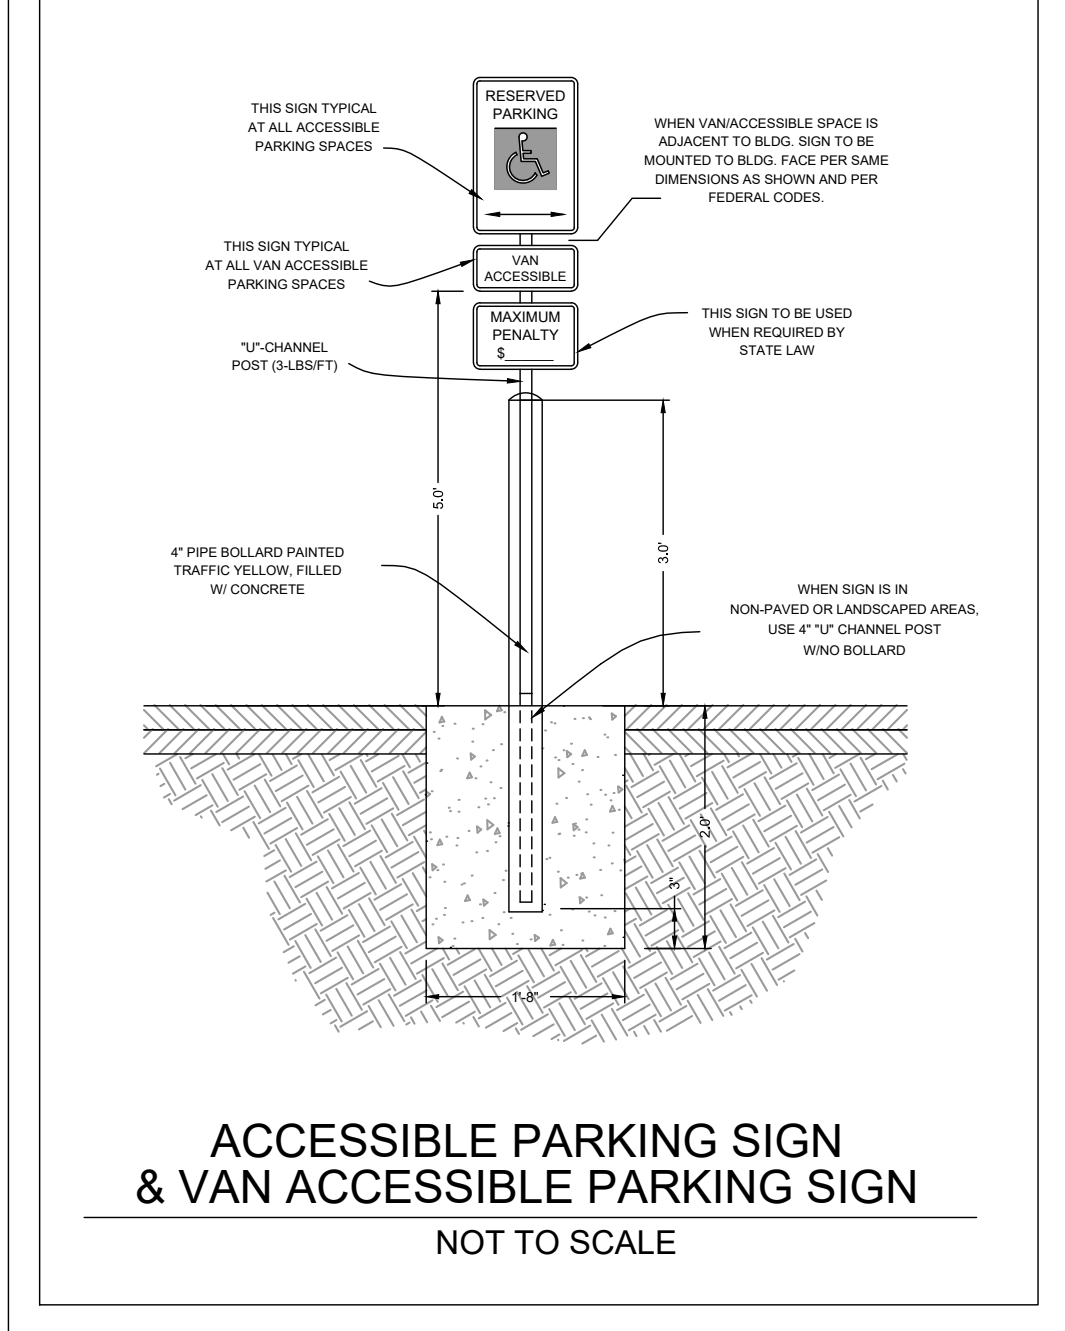 RESERVED
PARKING
THIS SIGN TYPICAL
AT ALL ACCESSIBLE
PARKING SPACES
WHEN VAN/ACCESSIBLE SPACE IS
ADJACENT TO BLDG. SIGN TO BE
MOUNTED TO BLDG. FACE PER SAME
DIMENSIONS AS SHOWN AND PER
FEDERAL CODES.
THIS SIGN TYPICAL
AT ALL VAN ACCESSIBLE
PARKING SPACES
VAN
ACCESSIBLE
MAXIMUM
PENALTY
$______
THIS SIGN TO BE USED
WHEN REQUIRED BY
STATE LAW
"U"-CHANNEL
POST (3-LBS/FT)
5.0'
3.0'
4" PIPE BOLLARD PAINTED
TRAFFIC YELLOW, FILLED
W/ CONCRETE
WHEN SIGN IS IN
NON-PAVED OR LANDSCAPED AREAS,
USE 4" "U" CHANNEL POST
W/NO BOLLARD
2.0'
3"
1'-8"
ACCESSIBLE PARKING SIGN
& VAN ACCESSIBLE PARKING SIGN
NOT TO SCALE